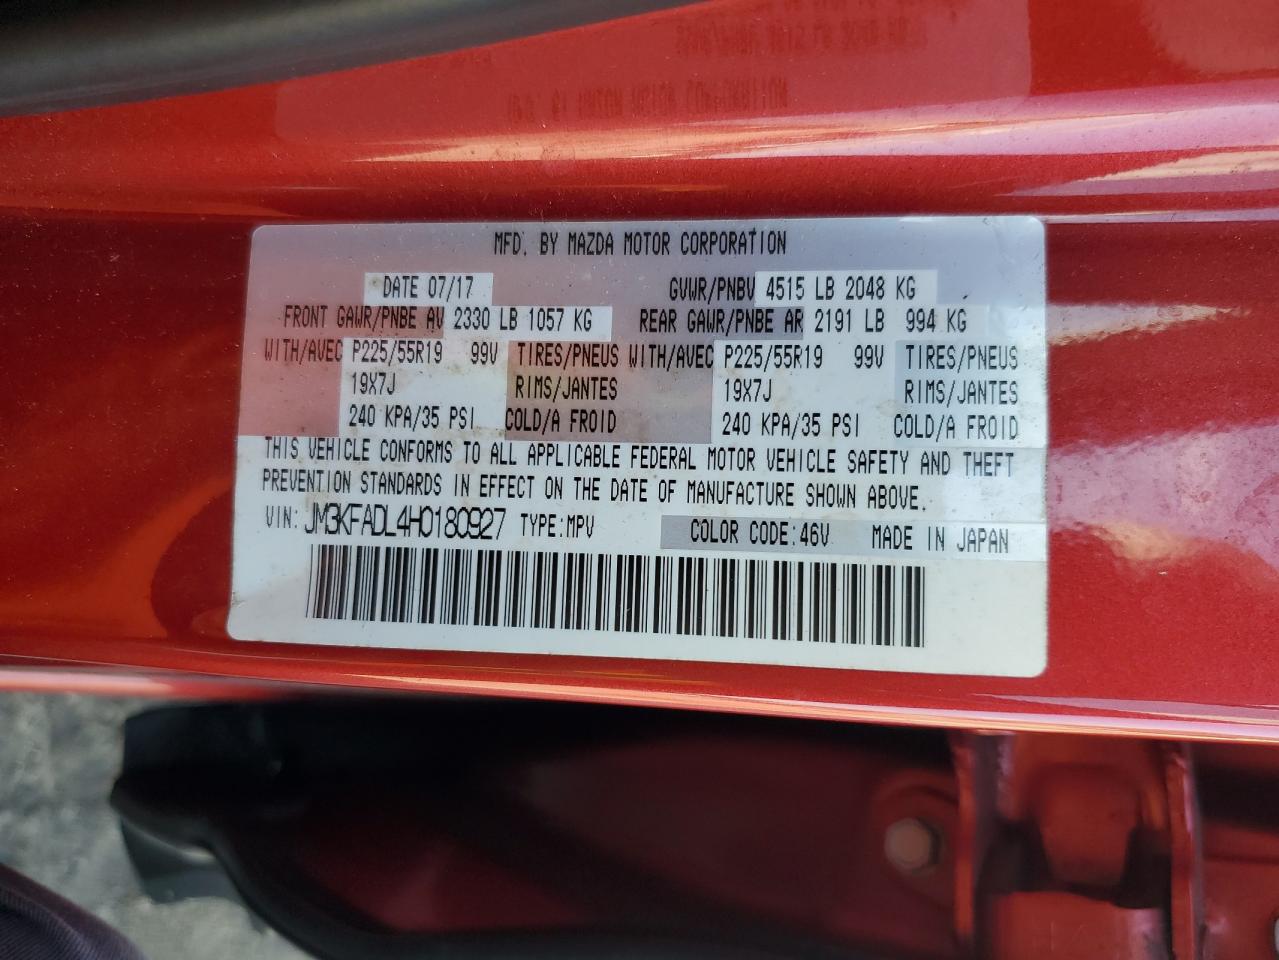 MFD. BY MAZDA MOTOR CORPORATION
DATE 07/17 GVWR/PNBV 4515 LB 2048 KG
FRONT GAWR/PNBE AV 2330 LB 1057 KG REAR GAWR/PNBE AR 2191 LB 994 KG
WITH/AVEC P225/55R19 99V TIRES/PNEUS WITH/AVEC P225/55R19 99V TIRES/PNEUS
19X7J RIMS/JANTES 19X7J RIMS/JANTES
240 KPA/35 PSI COLD/A FROID 240 KPA/35 PSI COLD/A FROID
THIS VEHICLE CONFORMS TO ALL APPLICABLE FEDERAL MOTOR VEHICLE SAFETY AND THEFT
PREVENTION STANDARDS IN EFFECT ON THE DATE OF MANUFACTURE SHOWN ABOVE.
VIN: JM3KFADL4H0180927 TYPE:MPV COLOR CODE:46V MADE IN JAPAN